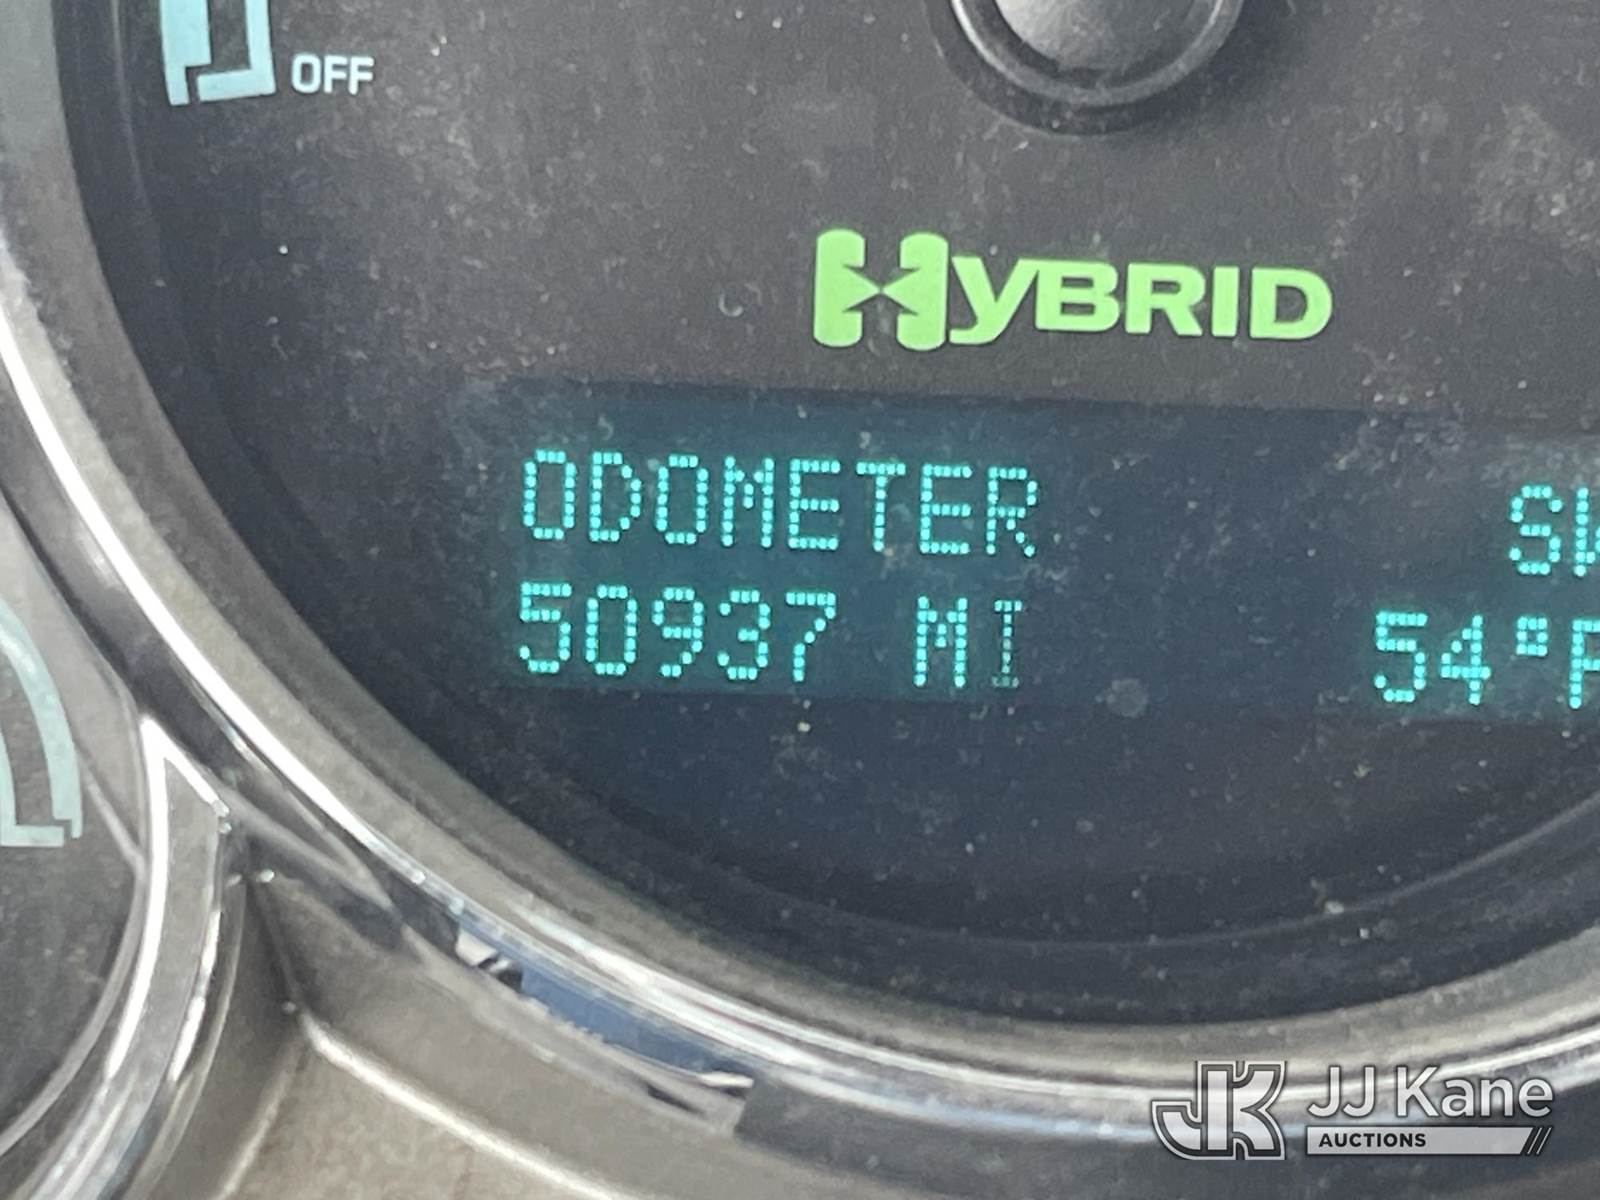 OFF
HYBRID
ODOMETER
50937 MI
54°F
JJ Kane
AUCTIONS